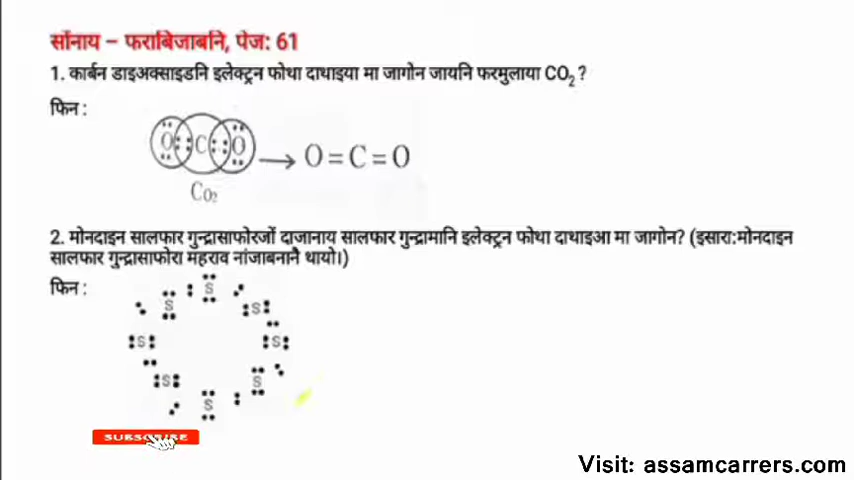 सोंनाय – फराबिजाबनि, पेज: 61
1. कार्बन डाइअक्साइडनि इलेक्ट्रन फोथा दाथाइया मा जागोन जायनि फरमुलाया CO₂ ?
फिन :
O C O → O = C = O
Co₂
2. मोनदाइन सालफार गुन्द्रासाफोरजों दाजानाय सालफार गुन्द्रामानि इलेक्ट्रन फोथा दाथाइआ मा जागोन? (इसारा:मोनदाइन
सालफार गुन्द्रासाफोरा महराव नांजाबनानै थायो।)
फिन :
S
S S
S S
S S
S
SUBSCRIBE
Visit: assamcarrers.com